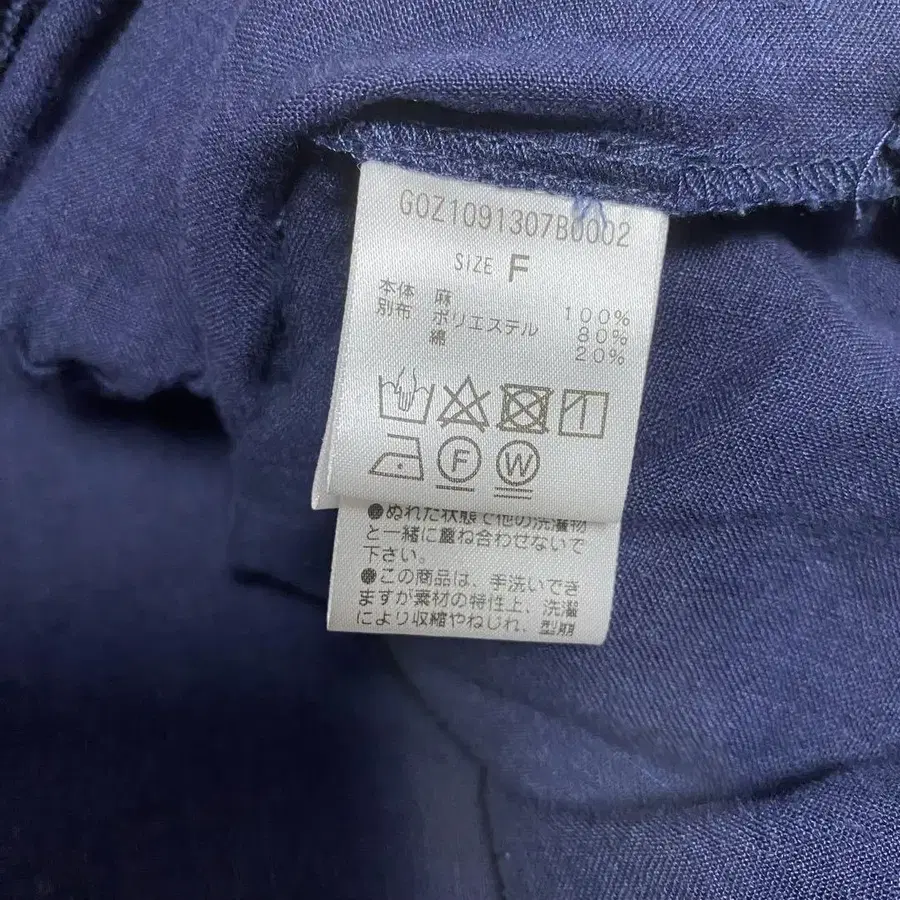 G0Z1091307B0002
SIZE F
本体 麻 100%
別布 ポリエステル 80%
綿 20%
F W
●ぬれた状態で他の洗濯物
と一緒に重ね合わせないで
下さい。
●この商品は、手洗いでき
ますが素材の特性上、洗濯
により収縮やねじれ、型崩